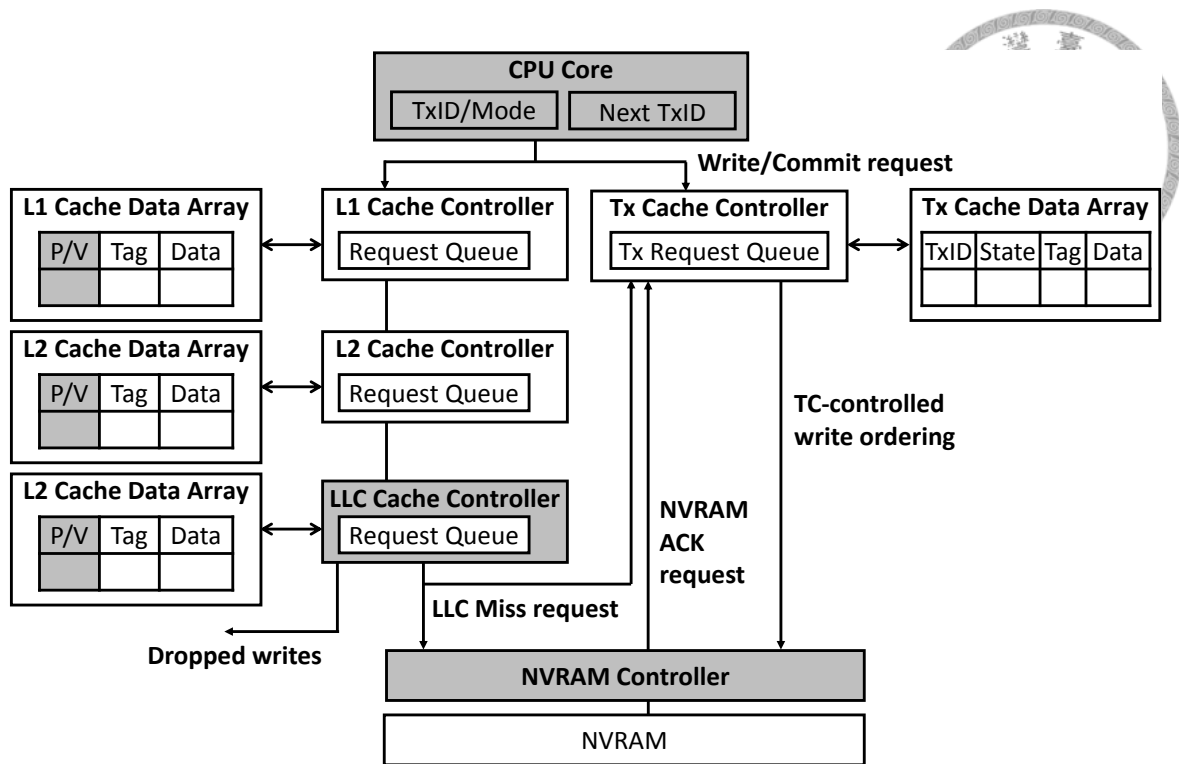 CPU Core
TxID/Mode
Next TxID
Write/Commit request
L1 Cache Data Array
P/V Tag Data
L1 Cache Controller
Request Queue
Tx Cache Controller
Tx Request Queue
Tx Cache Data Array
TxID State Tag Data
L2 Cache Data Array
P/V Tag Data
L2 Cache Controller
Request Queue
TC-controlled
write ordering
L2 Cache Data Array
P/V Tag Data
LLC Cache Controller
Request Queue
NVRAM
ACK
request
LLC Miss request
Dropped writes
NVRAM Controller
NVRAM